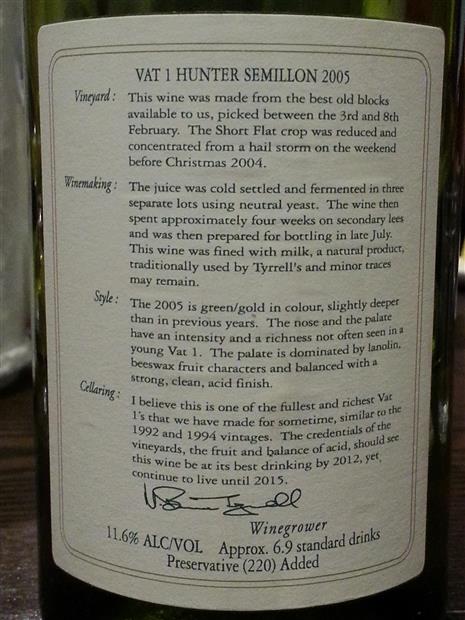 VAT 1 HUNTER SEMILLON 2005
Vineyard : This wine was made from the best old blocks
available to us, picked between the 3rd and 8th
February. The Short Flat crop was reduced and
concentrated from a hail storm on the weekend
before Christmas 2004.
Winemaking : The juice was cold settled and fermented in three
separate lots using neutral yeast. The wine then
spent approximately four weeks on secondary lees
and was then prepared for bottling in late July.
This wine was fined with milk, a natural product,
traditionally used by Tyrrell's and minor traces
may remain.
Style : The 2005 is green/gold in colour, slightly deeper
than in previous years. The nose and the palate
have an intensity and a richness not often seen in a
young Vat 1. The palate is dominated by lanolin,
beeswax fruit characters and balanced with a
strong, clean, acid finish.
Cellaring : I believe this is one of the fullest and richest Vat
1's that we have made for sometime, similar to the
1992 and 1994 vintages. The credentials of the
vineyards, the fruit and balance of acid, should see
this wine be at its best drinking by 2012, yet
continue to live until 2015.
Winegrower
11.6% ALC/VOL Approx. 6.9 standard drinks
Preservative (220) Added